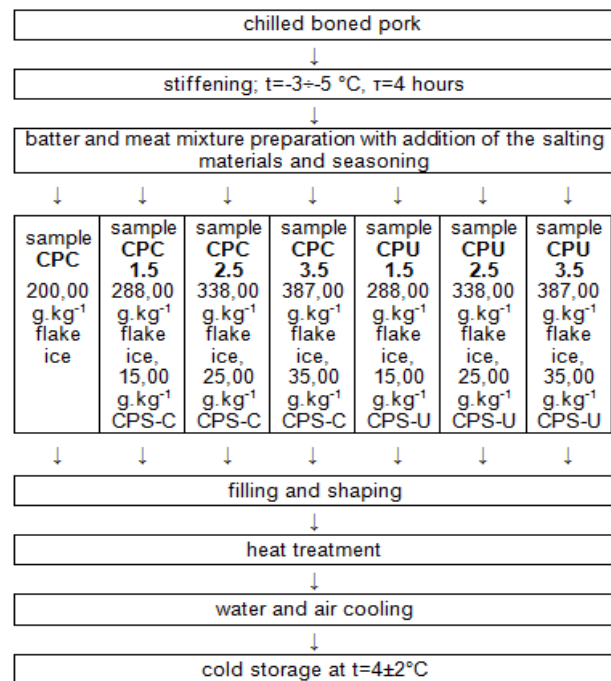 chilled boned pork
↓
stiffening; t=-3÷-5 °C, τ=4 hours
↓
batter and meat mixture preparation with addition of the salting
materials and seasoning
↓ ↓ ↓ ↓ ↓ ↓ ↓
sample
CPC
200,00
g.kg⁻¹
flake
ice
sample
CPC
1.5
288,00
g.kg⁻¹
flake
ice,
15,00
g.kg⁻¹
CPS-C
sample
CPC
2.5
338,00
g.kg⁻¹
flake
ice,
25,00
g.kg⁻¹
CPS-C
sample
CPC
3.5
387,00
g.kg⁻¹
flake
ice,
35,00
g.kg⁻¹
CPS-C
sample
CPU
1.5
288,00
g.kg⁻¹
flake
ice,
15,00
g.kg⁻¹
CPS-U
sample
CPU
2.5
338,00
g.kg⁻¹
flake
ice,
25,00
g.kg⁻¹
CPS-U
sample
CPU
3.5
387,00
g.kg⁻¹
flake
ice,
35,00
g.kg⁻¹
CPS-U
↓ ↓ ↓ ↓ ↓ ↓ ↓
filling and shaping
↓
heat treatment
↓
water and air cooling
↓
cold storage at t=4±2°C